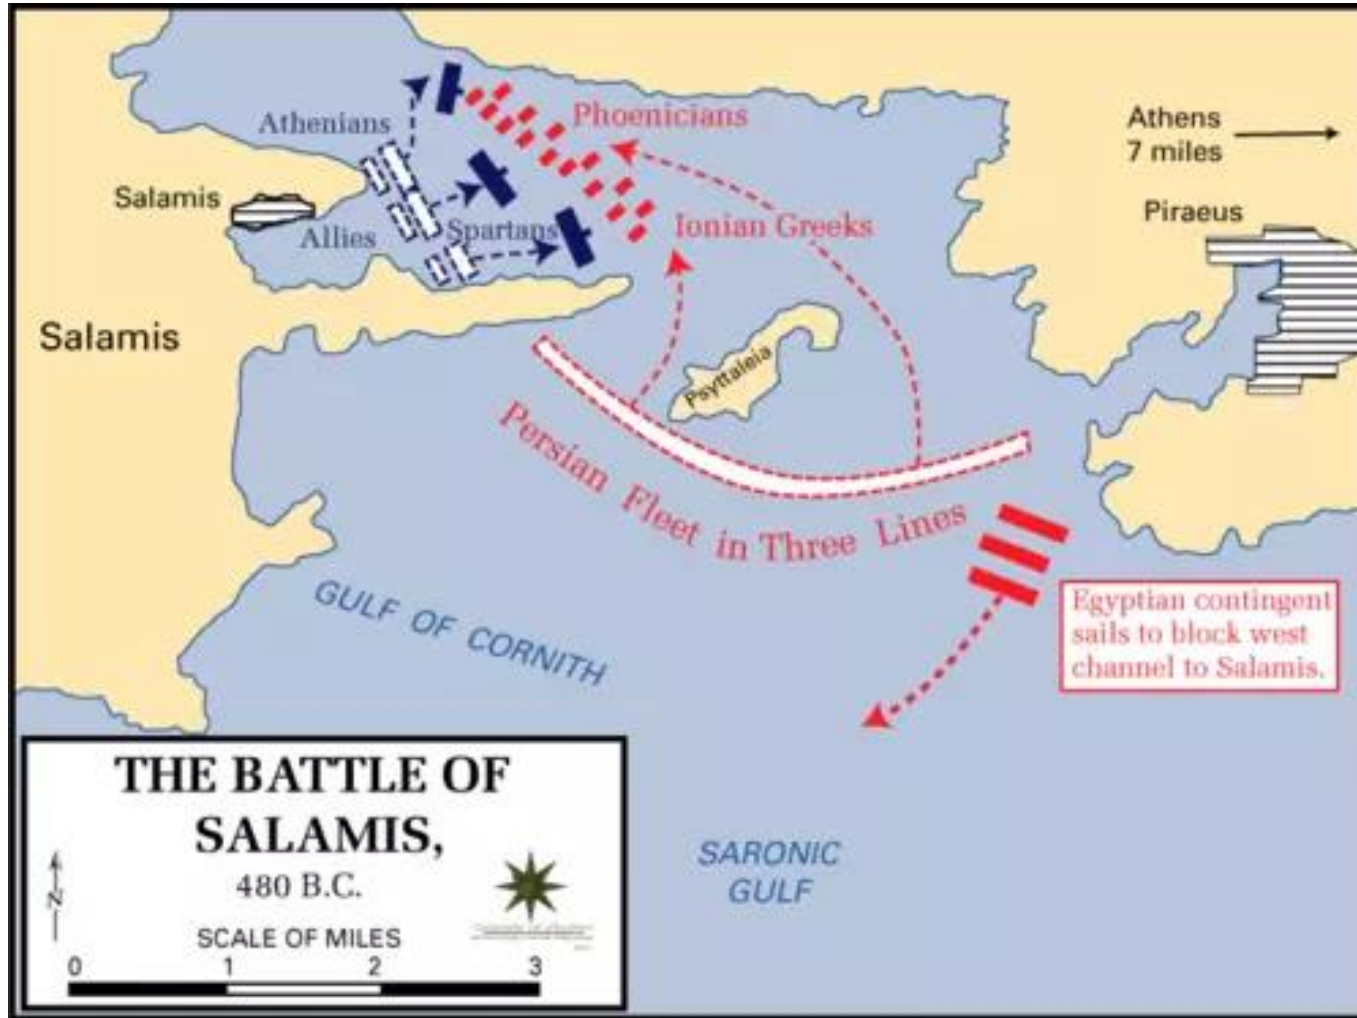 Athenians
Phoenicians
Athens
7 miles
Salamis
Piraeus
Allies
Spartans
Ionian Greeks
Salamis
Psyttaleia
Persian Fleet in Three Lines
GULF OF CORNITH
Egyptian contingent
sails to block west
channel to Salamis.
SARONIC
GULF
THE BATTLE OF
SALAMIS,
480 B.C.
N
SCALE OF MILES
0 1 2 3